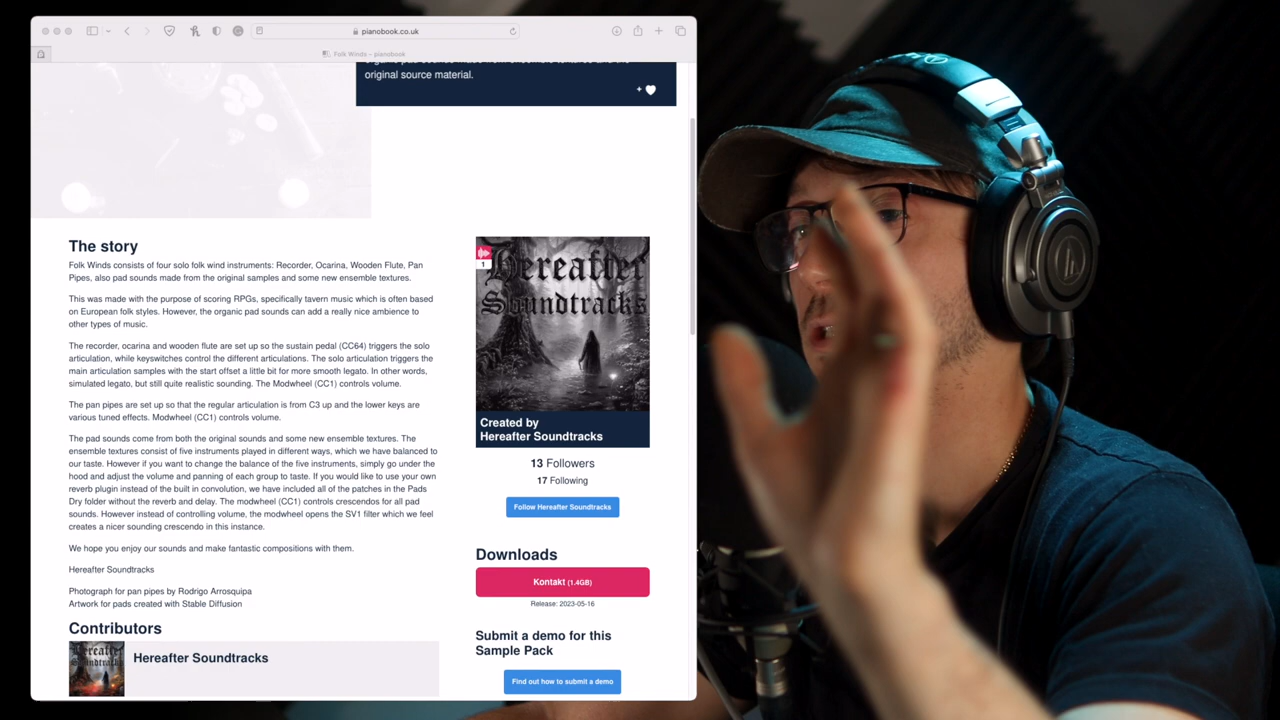 pianobook.co.uk
Folk Winds – pianobook
original source material.
+
The story
Folk Winds consists of four solo folk wind instruments: Recorder, Ocarina, Wooden Flute, Pan
Pipes, also pad sounds made from the original samples and some new ensemble textures.
This was made with the purpose of scoring RPGs, specifically tavern music which is often based
on European folk styles. However, the organic pad sounds can add a really nice ambience to
other types of music.
The recorder, ocarina and wooden flute are set up so the sustain pedal (CC64) triggers the solo
articulation, while keyswitches control the different articulations. The solo articulation triggers the
main articulation samples with the start offset a little bit for more smooth legato. In other words,
simulated legato, but still quite realistic sounding. The Modwheel (CC1) controls volume.
The pan pipes are set up so that the regular articulation is from C3 up and the lower keys are
various tuned effects. Modwheel (CC1) controls volume.
The pad sounds come from both the original sounds and some new ensemble textures. The
ensemble textures consist of five instruments played in different ways, which we have balanced to
our taste. However if you want to change the balance of the five instruments, simply go under the
hood and adjust the volume and panning of each group to taste. If you would like to use your own
reverb plugin instead of the built in convolution, we have included all of the patches in the Pads
Dry folder without the reverb and delay. The modwheel (CC1) controls crescendos for all pad
sounds. However instead of controlling volume, the modwheel opens the SV1 filter which we feel
creates a nicer sounding crescendo in this instance.
We hope you enjoy our sounds and make fantastic compositions with them.
Hereafter Soundtracks
Photograph for pan pipes by Rodrigo Arrosquipa
Artwork for pads created with Stable Diffusion
Contributors
Hereafter Soundtracks
1
Hereafter
Soundtracks
Created by
Hereafter Soundtracks
13 Followers
17 Following
Follow Hereafter Soundtracks
Downloads
Kontakt (1.4GB)
Release: 2023-05-16
Submit a demo for this
Sample Pack
Find out how to submit a demo